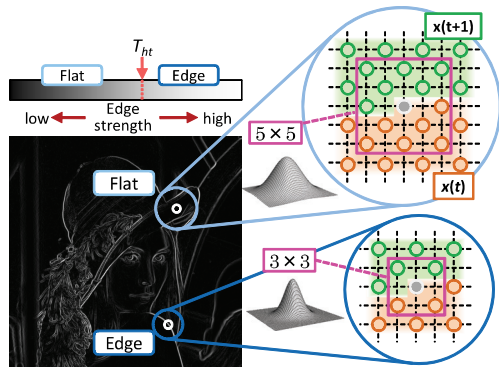 T_ht
Flat
Edge
low
Edge
strength
high
x(t+1)
5 × 5
x(t)
Flat
3 × 3
Edge